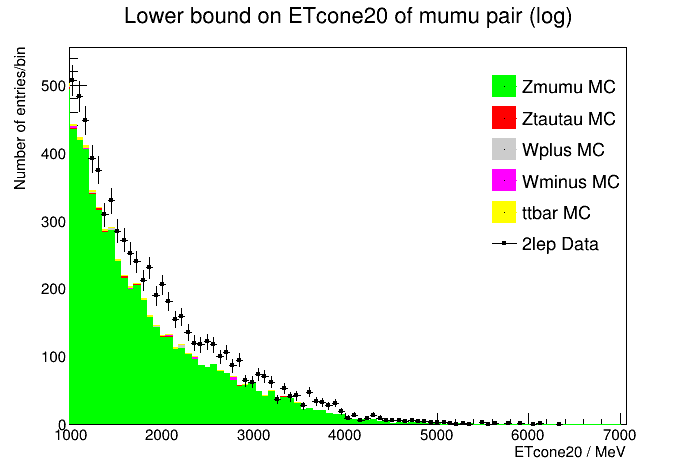 Lower bound on ETcone20 of mumu pair (log)
Number of entries/bin
500
400
300
200
100
0
Zmumu MC
Ztautau MC
Wplus MC
Wminus MC
ttbar MC
2lep Data
1000 2000 3000 4000 5000 6000 7000
ETcone20 / MeV